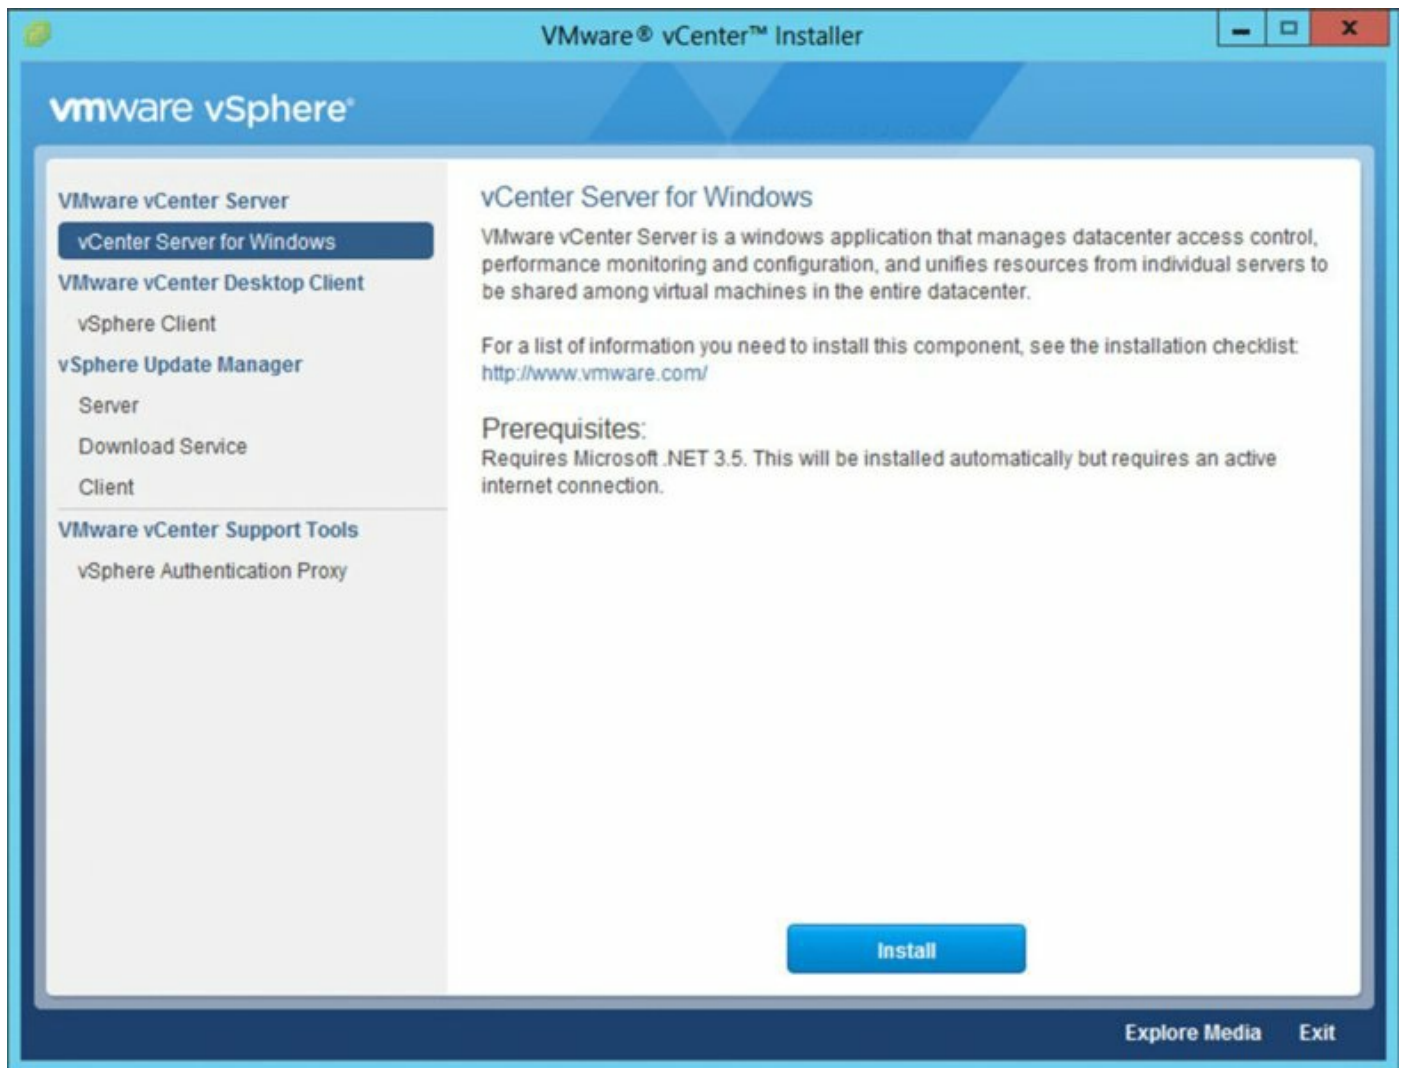 VMware® vCenter™ Installer
vmware vSphere®
VMware vCenter Server
vCenter Server for Windows
VMware vCenter Desktop Client
vSphere Client
vSphere Update Manager
Server
Download Service
Client
VMware vCenter Support Tools
vSphere Authentication Proxy
vCenter Server for Windows
VMware vCenter Server is a windows application that manages datacenter access control,
performance monitoring and configuration, and unifies resources from individual servers to
be shared among virtual machines in the entire datacenter.
For a list of information you need to install this component, see the installation checklist:
http://www.vmware.com/
Prerequisites:
Requires Microsoft .NET 3.5. This will be installed automatically but requires an active
internet connection.
Install
Explore Media Exit